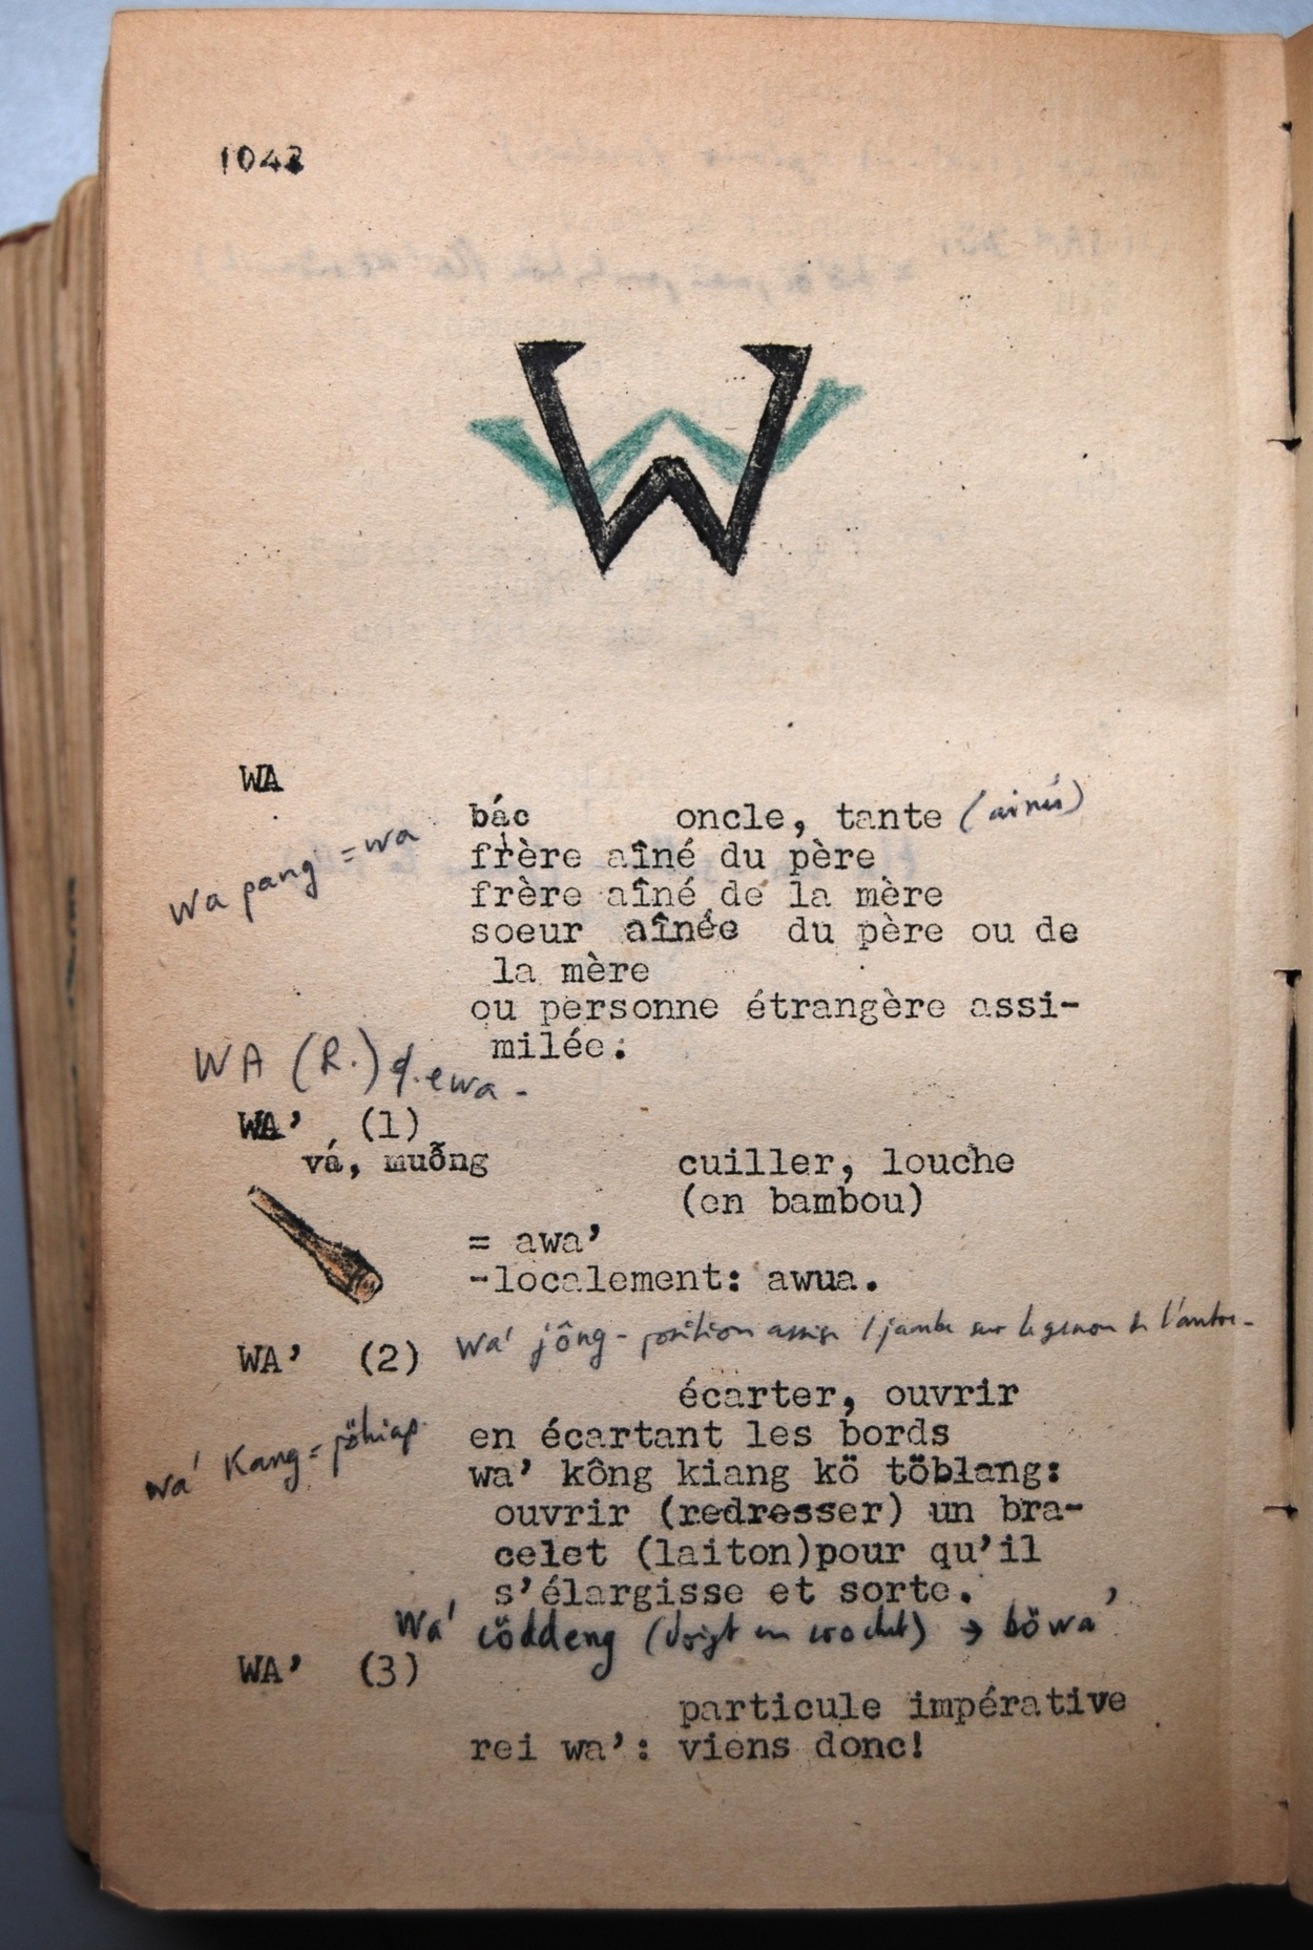 1042
W
WA
bác oncle, tante (ainés)
wa pang = wa
frère aîné du père
frère aîné de la mère
soeur aînée du père ou de
la mère
ou personne étrangère assi-
milée.
WA (R.) cf. ewa -
WA' (1)
vá, muỗng cuiller, louche
(en bambou)
= awa'
-localement: awua.
Wa' jông - position assise 1 jambe sur le genou de l'autre -
WA' (2)
écarter, ouvrir
en écartant les bords
wa' Kang = pöhiap
wa' kông kiang kö töblang:
ouvrir (redresser) un bra-
celet (laiton)pour qu'il
s'élargisse et sorte.
Wa' cöddeng (doigt en crochet) → böwa'
WA' (3)
particule impérative
rei wa': viens donc!